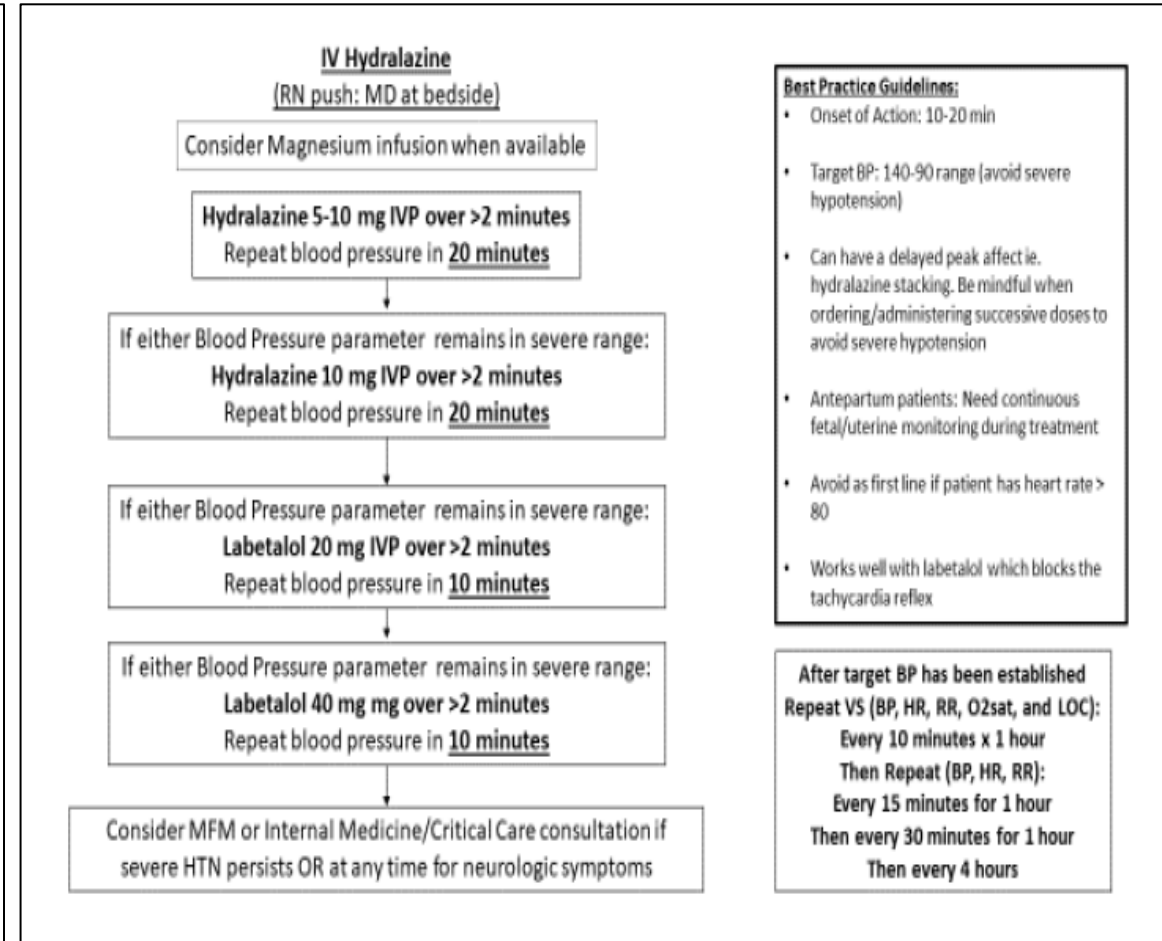 IV Hydralazine
(RN push: MD at bedside)
Consider Magnesium infusion when available
Hydralazine 5-10 mg IVP over >2 minutes
Repeat blood pressure in 20 minutes
If either Blood Pressure parameter remains in severe range:
Hydralazine 10 mg IVP over >2 minutes
Repeat blood pressure in 20 minutes
If either Blood Pressure parameter remains in severe range:
Labetalol 20 mg IVP over >2 minutes
Repeat blood pressure in 10 minutes
If either Blood Pressure parameter remains in severe range:
Labetalol 40 mg mg over >2 minutes
Repeat blood pressure in 10 minutes
Consider MFM or Internal Medicine/Critical Care consultation if
severe HTN persists OR at any time for neurologic symptoms
Best Practice Guidelines:
• Onset of Action: 10-20 min
• Target BP: 140-90 range (avoid severe
hypotension)
• Can have a delayed peak affect ie.
hydralazine stacking. Be mindful when
ordering/administering successive doses to
avoid severe hypotension
• Antepartum patients: Need continuous
fetal/uterine monitoring during treatment
• Avoid as first line if patient has heart rate >
80
• Works well with labetalol which blocks the
tachycardia reflex
After target BP has been established
Repeat VS (BP, HR, RR, O2sat, and LOC):
Every 10 minutes x 1 hour
Then Repeat (BP, HR, RR):
Every 15 minutes for 1 hour
Then every 30 minutes for 1 hour
Then every 4 hours